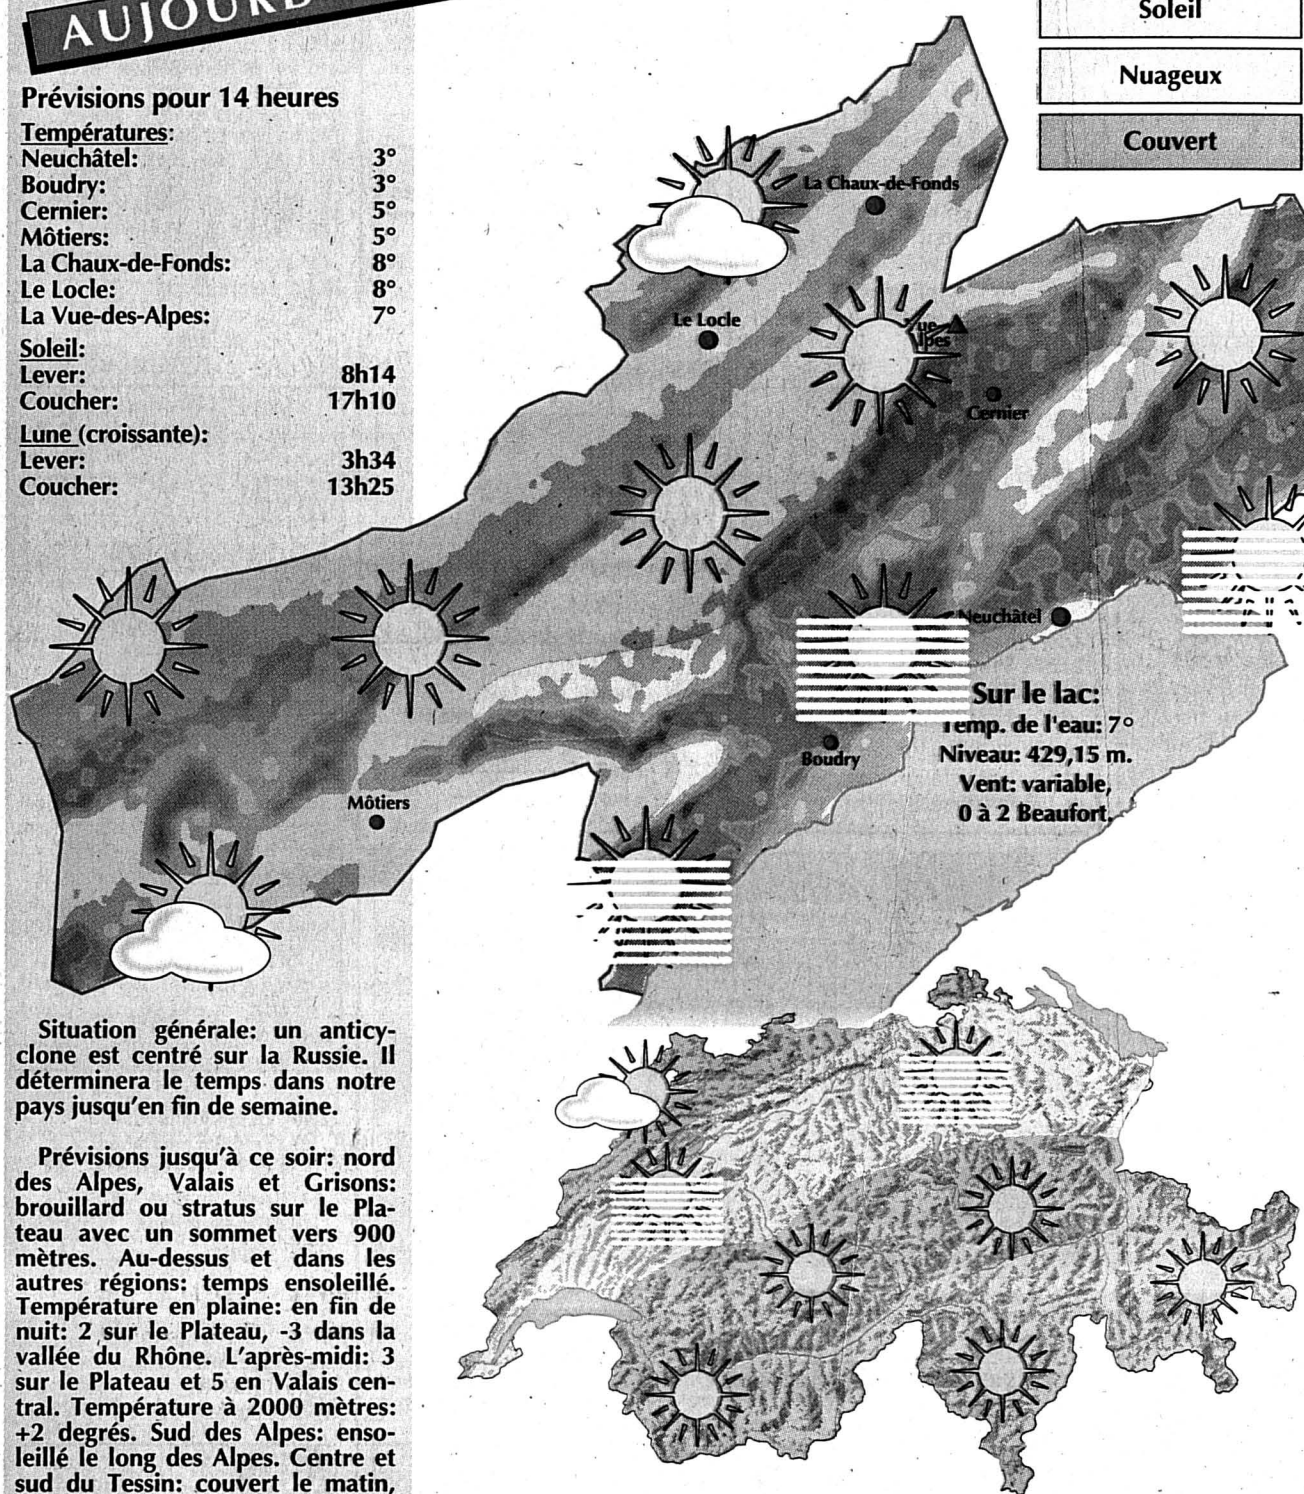 AUJOURD
Prévisions pour 14 heures
Températures:
Neuchâtel: 3°
Boudry: 3°
Cernier: 5°
Môtiers: 5°
La Chaux-de-Fonds: 8°
Le Locle: 8°
La Vue-des-Alpes: 7°
Soleil:
Lever: 8h14
Coucher: 17h10
Lune (croissante):
Lever: 3h34
Coucher: 13h25
Soleil
Nuageux
Couvert
La Chaux-de-Fonds
Le Locle
Cernier
Neuchâtel
Boudry
Môtiers
Sur le lac:
Temp. de l'eau: 7°
Niveau: 429,15 m.
Vent: variable,
0 à 2 Beaufort.
Situation générale: un anticy-
clone est centré sur la Russie. Il
déterminera le temps dans notre
pays jusqu'en fin de semaine.
Prévisions jusqu'à ce soir: nord
des Alpes, Valais et Grisons:
brouillard ou stratus sur le Pla-
teau avec un sommet vers 900
mètres. Au-dessus et dans les
autres régions: temps ensoleillé.
Température en plaine: en fin de
nuit: 2 sur le Plateau, -3 dans la
vallée du Rhône. L'après-midi: 3
sur le Plateau et 5 en Valais cen-
tral. Température à 2000 mètres:
+2 degrés. Sud des Alpes: enso-
leillé le long des Alpes. Centre et
sud du Tessin: couvert le matin,